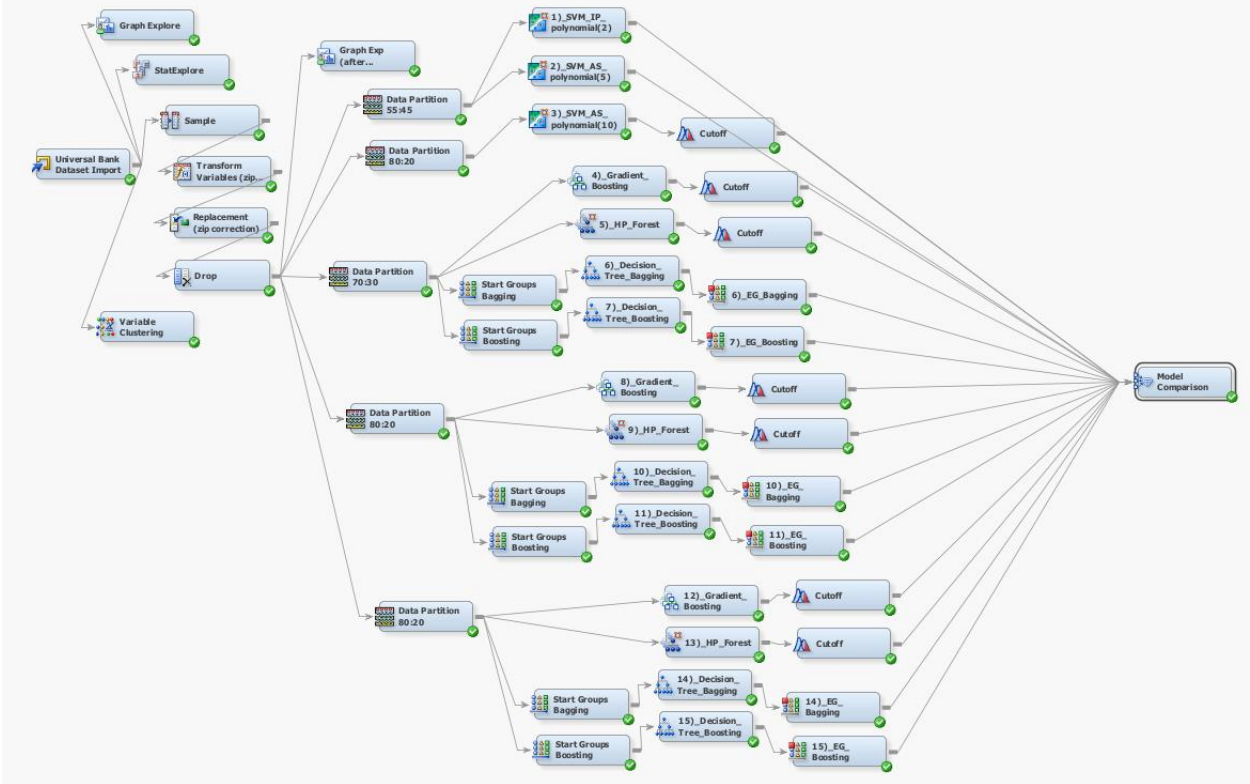 Graph Explore
StatExplore
Sample
Universal Bank
Dataset Import
Transform
Variables (zip...
Replacement
(zip correction)
Drop
Variable
Clustering
Graph Exp
(after...
Data Partition
55:45
Data Partition
80:20
1)_SVM_IP_
polynomial(2)
2)_SVM_AS_
polynomial(5)
3)_SVM_AS_
polynomial(10)
Cutoff
Data Partition
70:30
4)_Gradient_
Boosting
Cutoff
5)_HP_Forest
Cutoff
Start Groups
Bagging
6)_Decision_
Tree_Bagging
6)_EG_Bagging
Start Groups
Boosting
7)_Decision_
Tree_Boosting
7)_EG_Boosting
Data Partition
80:20
8)_Gradient_
Boosting
Cutoff
9)_HP_Forest
Cutoff
Start Groups
Bagging
10)_Decision_
Tree_Bagging
10)_EG_
Bagging
Start Groups
Boosting
11)_Decision_
Tree_Boosting
11)_EG_
Boosting
Data Partition
80:20
12)_Gradient_
Boosting
Cutoff
13)_HP_Forest
Cutoff
Start Groups
Bagging
14)_Decision_
Tree_Bagging
14)_EG_
Bagging
Start Groups
Boosting
15)_Decision_
Tree_Boosting
15)_EG_
Boosting
Model
Comparison